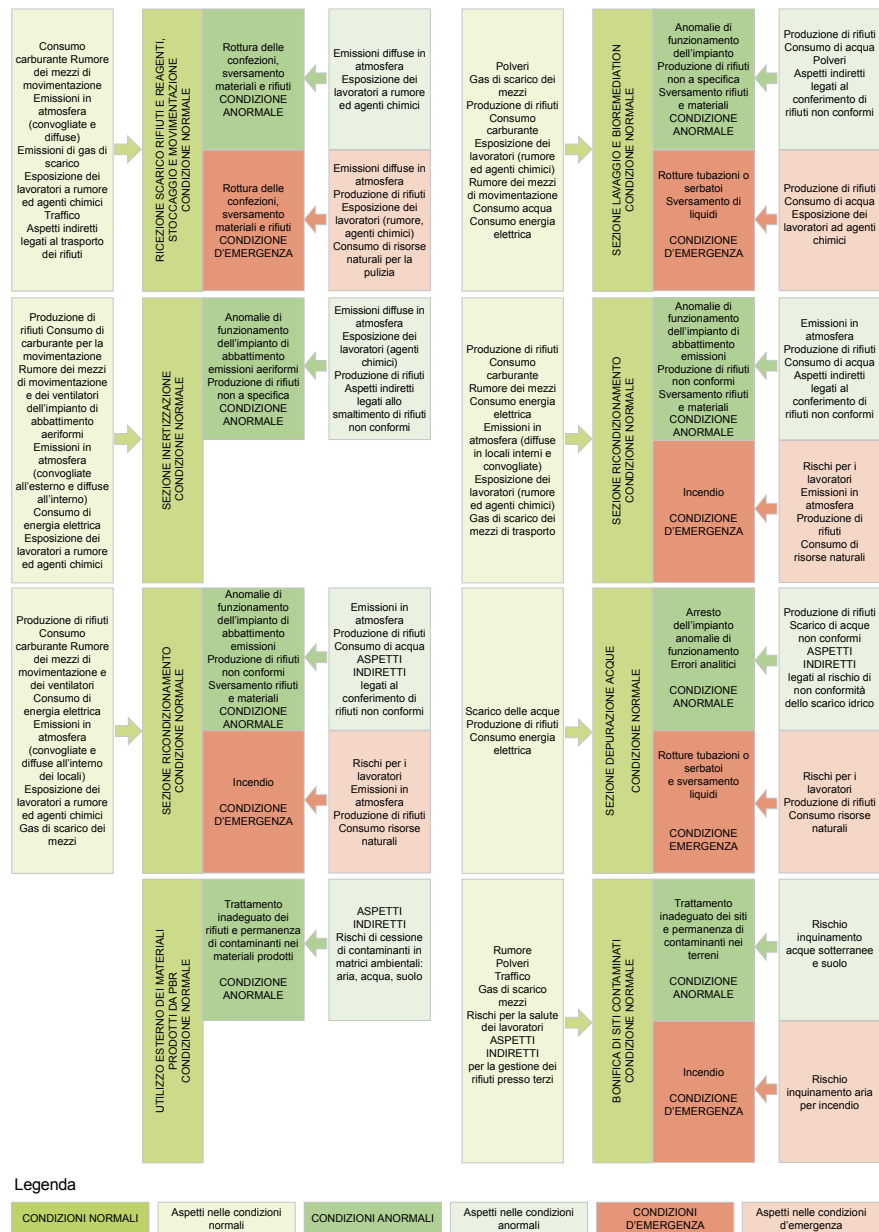 Consumo
carburante Rumore
dei mezzi di
movimentazione
Emissioni in
atmosfera
(convogliate e
diffuse)
Emissioni di gas di
scarico
Esposizione dei
lavoratori a rumore
ed agenti chimici
Traffico
Aspetti indiretti
legati al trasporto
dei rifiuti
RICEZIONE SCARICO RIFIUTI E REAGENTI,
STOCCAGGIO E MOVIMENTAZIONE
CONDIZIONE NORMALE
Rottura delle
confezioni,
sversamento
materiali e rifiuti
CONDIZIONE
ANORMALE
Emissioni diffuse in
atmosfera
Esposizione dei
lavoratori a rumore
ed agenti chimici
Rottura delle
confezioni,
sversamento
materiali e rifiuti
CONDIZIONE
D'EMERGENZA
Emissioni diffuse in
atmosfera
Produzione di rifiuti
Esposizione dei
lavoratori (rumore,
agenti chimici)
Consumo di risorse
naturali per la
pulizia
Polveri
Gas di scarico dei
mezzi
Produzione di rifiuti
Consumo
carburante
Esposizione dei
lavoratori (rumore
ed agenti chimici)
Rumore dei mezzi
di movimentazione
Consumo acqua
Consumo energia
elettrica
SEZIONE LAVAGGIO E BIOREMEDIATION
CONDIZIONE NORMALE
Anomalie di
funzionamento
dell'impianto
Produzione di rifiuti
non a specifica
Sversamento rifiuti
e materiali
CONDIZIONE
ANORMALE
Produzione di rifiuti
Consumo di acqua
Polveri
Aspetti indiretti
legati al
conferimento di
rifiuti non conformi
Rotture tubazioni o
serbatoi
Sversamento di
liquidi
CONDIZIONE
D'EMERGENZA
Produzione di rifiuti
Consumo di acqua
Esposizione dei
lavoratori ad agenti
chimici
Produzione di
rifiuti Consumo di
carburante per la
movimentazione
Rumore dei mezzi
di movimentazione
e dei ventilatori
dell'impianto di
abbattimento
aeriformi
Emissioni in
atmosfera
(convogliate
all'esterno e diffuse
all'interno)
Consumo di
energia elettrica
Esposizione dei
lavoratori a rumore
ed agenti chimici
SEZIONE INERTIZZAZIONE
CONDIZIONE NORMALE
Anomalie di
funzionamento
dell'impianto di
abbattimento
emissioni aeriformi
Produzione di rifiuti
non a specifica
CONDIZIONE
ANORMALE
Emissioni diffuse in
atmosfera
Esposizione dei
lavoratori (agenti
chimici)
Produzione di rifiuti
Aspetti indiretti
legati allo
smaltimento di rifiuti
non conformi
Produzione di rifiuti
Consumo
carburante
Rumore dei mezzi
Consumo energia
elettrica
Emissioni in
atmosfera (diffuse
in locali interni e
convogliate)
Esposizione dei
lavoratori (rumore
ed agenti chimici)
Gas di scarico dei
mezzi di trasporto
SEZIONE RICONDIZIONAMENTO
CONDIZIONE NORMALE
Anomalie di
funzionamento
dell'impianto di
abbattimento
emissioni
Produzione di rifiuti
non conformi
Sversamento rifiuti
e materiali
CONDIZIONE
ANORMALE
Emissioni in
atmosfera
Produzione di rifiuti
Consumo di acqua
Aspetti indiretti
legati al
conferimento di
rifiuti non conformi
Incendio
CONDIZIONE
D'EMERGENZA
Rischi per i
lavoratori
Emissioni in
atmosfera
Produzione di
rifiuti
Consumo di
risorse naturali
Produzione di rifiuti
Consumo
carburante Rumore
dei mezzi di
movimentazione e
dei ventilatori
Consumo di
energia elettrica
Emissioni in
atmosfera
(convogliate e
diffuse all'interno
dei locali)
Esposizione dei
lavoratori a rumore
ed agenti chimici
Gas di scarico dei
mezzi
SEZIONE RICONDIZIONAMENTO
CONDIZIONE NORMALE
Anomalie di
funzionamento
dell'impianto di
abbattimento
emissioni
Produzione di rifiuti
non conformi
Sversamento rifiuti
e materiali
CONDIZIONE
ANORMALE
Emissioni in
atmosfera
Produzione di rifiuti
Consumo di acqua
ASPETTI
INDIRETTI
legati al
conferimento di
rifiuti non conformi
Incendio
CONDIZIONE
D'EMERGENZA
Rischi per i
lavoratori
Emissioni in
atmosfera
Produzione di rifiuti
Consumo risorse
naturali
Scarico delle acque
Produzione di rifiuti
Consumo energia
elettrica
SEZIONE DEPURAZIONE ACQUE
CONDIZIONE NORMALE
Arresto
dell'impianto
anomalie di
funzionamento
Errori analitici
CONDIZIONE
ANORMALE
Produzione di rifiuti
Scarico di acque
non conformi
ASPETTI
INDIRETTI
legati al rischio di
non conformità
dello scarico idrico
Rotture tubazioni o
serbatoi
e sversamento
liquidi
CONDIZIONE
EMERGENZA
Rischi per i
lavoratori
Produzione di rifiuti
Consumo risorse
naturali
UTILIZZO ESTERNO DEI MATERIALI
PRODOTTI DA PBR
CONDIZIONE NORMALE
Trattamento
inadeguato dei
rifiuti e permanenza
di contaminanti nei
materiali prodotti
CONDIZIONE
ANORMALE
ASPETTI
INDIRETTI
Rischi di cessione
di contaminanti in
matrici ambientali:
aria, acqua, suolo
Rumore
Polveri
Traffico
Gas di scarico
mezzi
Rischi per la salute
dei lavoratori
ASPETTI
INDIRETTI
per la gestione dei
rifiuti presso terzi
BONIFICA DI SITI CONTAMINATI
CONDIZIONE NORMALE
Trattamento
inadeguato dei siti
e permanenza di
contaminanti nei
terreni
CONDIZIONE
ANORMALE
Rischio
inquinamento
acque sotterranee
e suolo
Incendio
CONDIZIONE
D'EMERGENZA
Rischio
inquinamento aria
per incendio
Legenda
CONDIZIONI NORMALI
Aspetti nelle condizioni
normali
CONDIZIONI ANORMALI
Aspetti nelle condizioni
anormali
CONDIZIONI
D'EMERGENZA
Aspetti nelle condizioni
d'emergenza